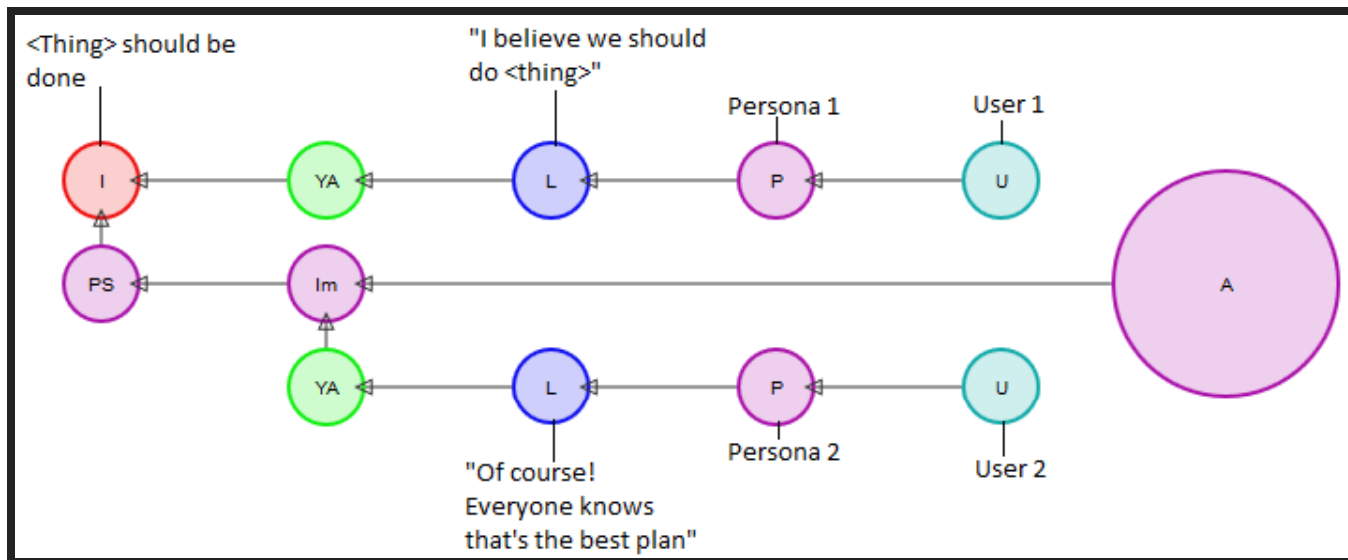 <Thing> should be
done
"I believe we should
do <thing>"
Persona 1
User 1
I
YA
L
P
U
PS
Im
A
YA
L
P
U
Persona 2
User 2
"Of course!
Everyone knows
that's the best plan"